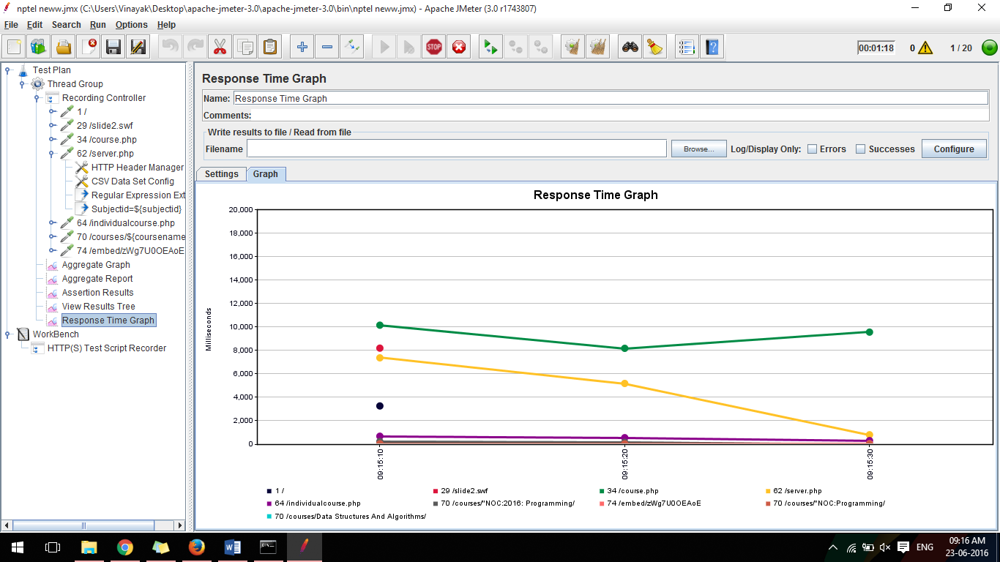 nptel neww.jmx (C:\Users\Vinayak\Desktop\apache-jmeter-3.0\apache-jmeter-3.0\bin\nptel neww.jmx) - Apache JMeter (3.0 r1743807)
File Edit Search Run Options Help
STOP 00:01:18 0 1 / 20
Test Plan
Thread Group
Recording Controller
1 /
29 /slide2.swf
34 /course.php
62 /server.php
HTTP Header Manager
CSV Data Set Config
Regular Expression Ext
Subjectid=${subjectid}
64 /individualcourse.php
70 /courses/${coursename
74 /embed/zWg7U0OEAoE
Aggregate Graph
Aggregate Report
Assertion Results
View Results Tree
Response Time Graph
WorkBench
HTTP(S) Test Script Recorder
Response Time Graph
Name: Response Time Graph
Comments:
Write results to file / Read from file
Filename Browse... Log/Display Only: Errors Successes Configure
Settings Graph
Response Time Graph
Milliseconds
20,000
18,000
16,000
14,000
12,000
10,000
8,000
6,000
4,000
2,000
0
09:15:10 09:15:20 09:15:30
1 / 29 /slide2.swf 34 /course.php 62 /server.php
64 /individualcourse.php 70 /courses/"NOC:2016: Programming/ 74 /embed/zWg7U0OEAoE 70 /courses/"NOC:Programming/
70 /courses/Data Structures And Algorithms/
ENG 09:16 AM
23-06-2016